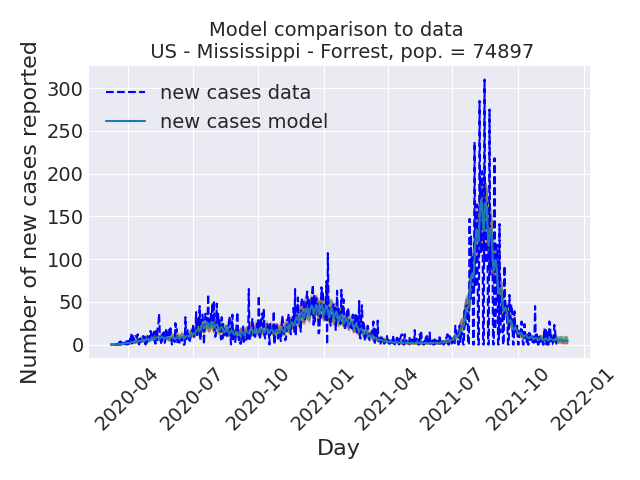 Model comparison to data
US - Mississippi - Forrest, pop. = 74897
Number of new cases reported
300
250
200
150
100
50
0
new cases data
new cases model
2020-04
2020-07
2020-10
2021-01
2021-04
2021-07
2021-10
2022-01
Day